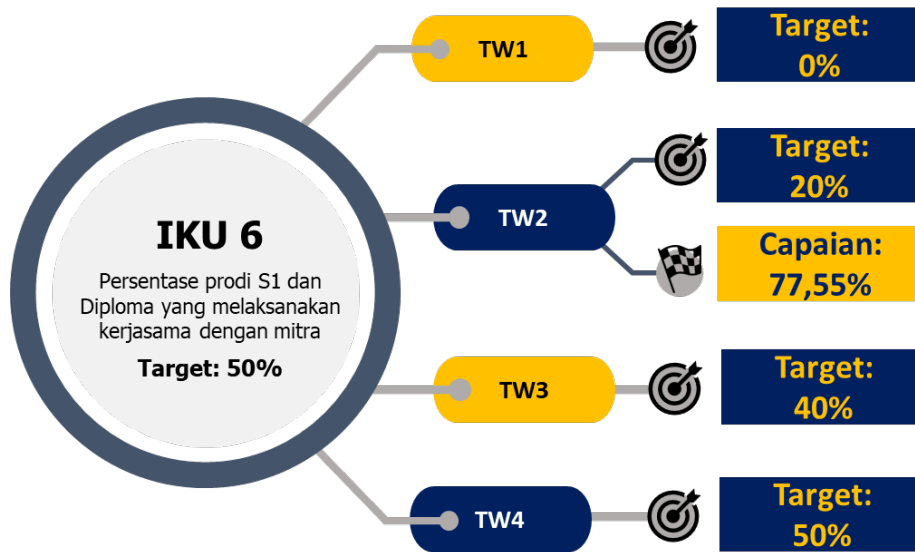 TW1
Target:
0%
IKU 6
Persentase prodi S1 dan
Diploma yang melaksanakan
kerjasama dengan mitra
Target: 50%
TW2
Target:
20%
Capaian:
77,55%
TW3
Target:
40%
TW4
Target:
50%